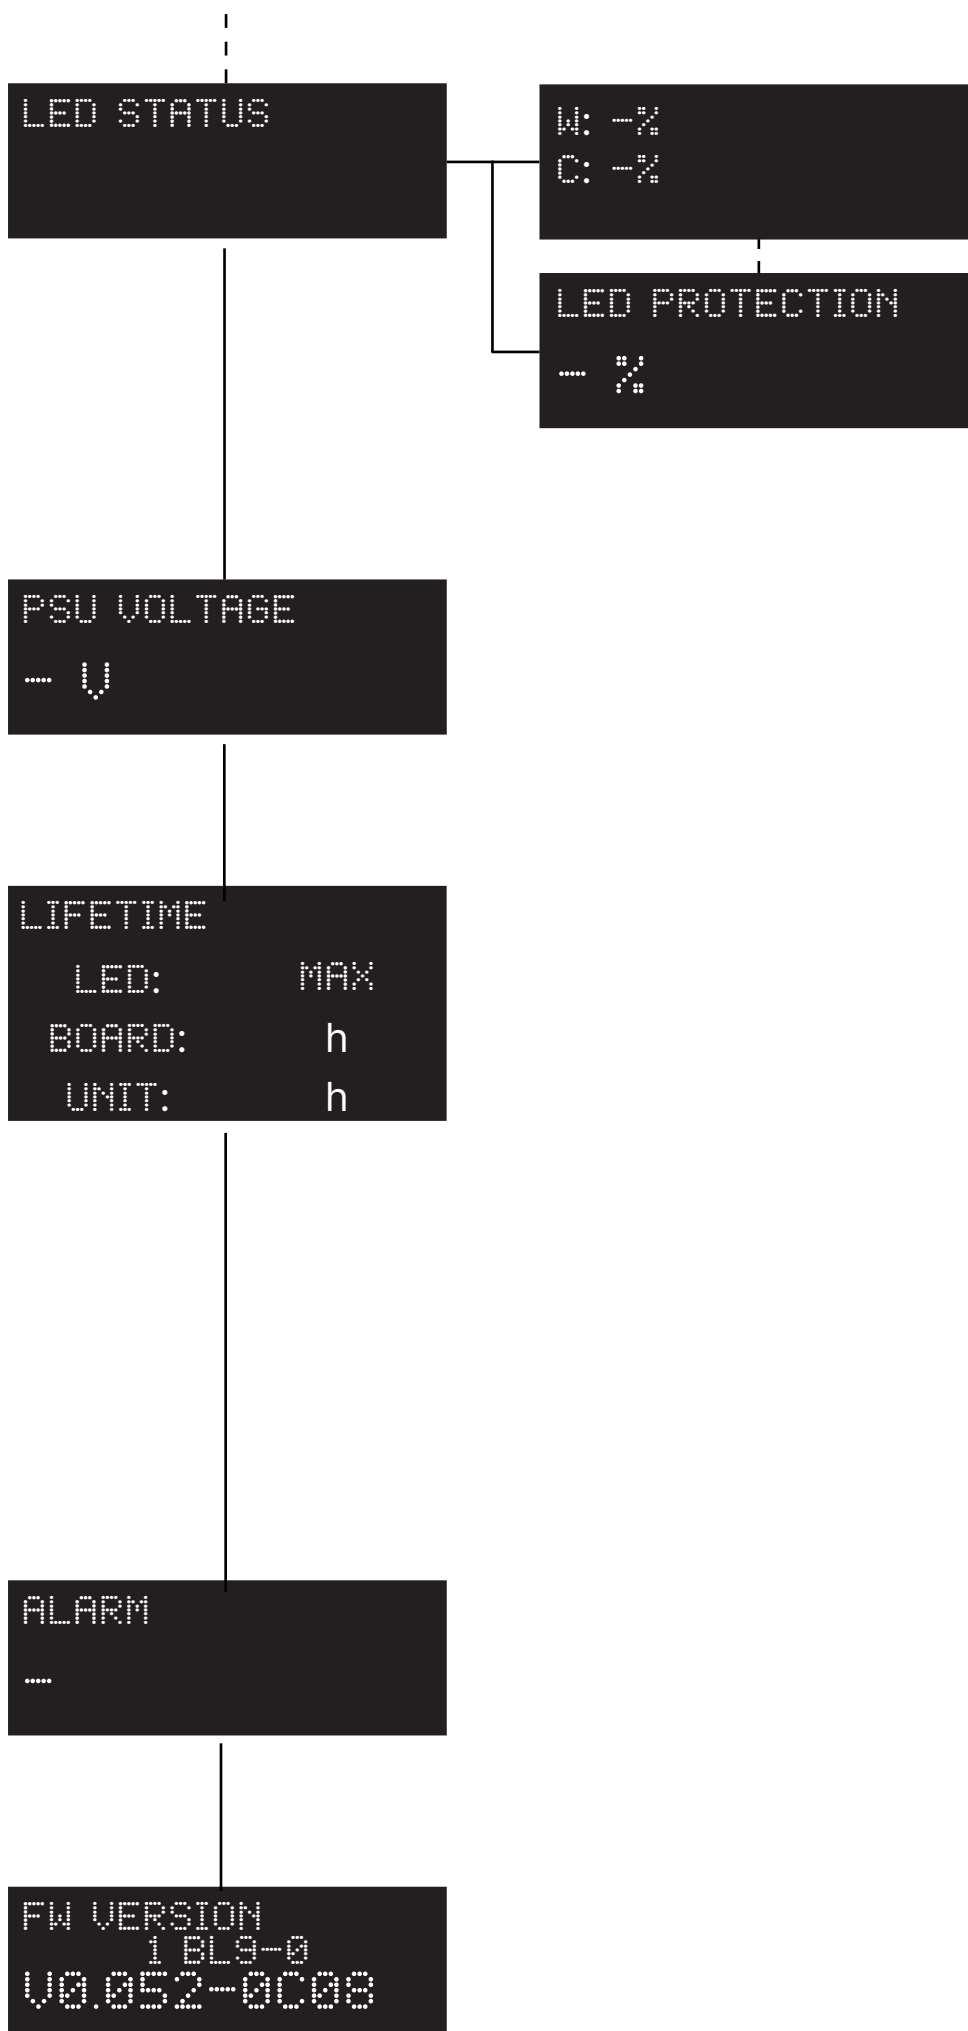 LED STATUS
W: -%
C: -%
LED PROTECTION
- %
PSU VOLTAGE
- V
LIFETIME
LED: MAX
BOARD: h
UNIT: h
ALARM
-
FW VERSION
1 BL9-0
V0.052-0C08